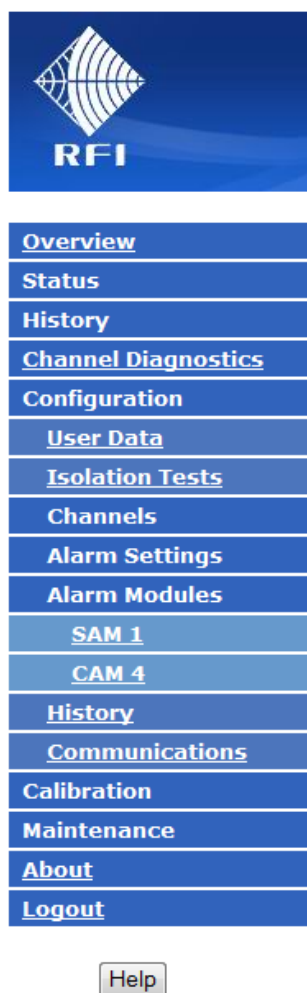 RFI
Overview
Status
History
Channel Diagnostics
Configuration
User Data
Isolation Tests
Channels
Alarm Settings
Alarm Modules
SAM 1
CAM 4
History
Communications
Calibration
Maintenance
About
Logout
Help